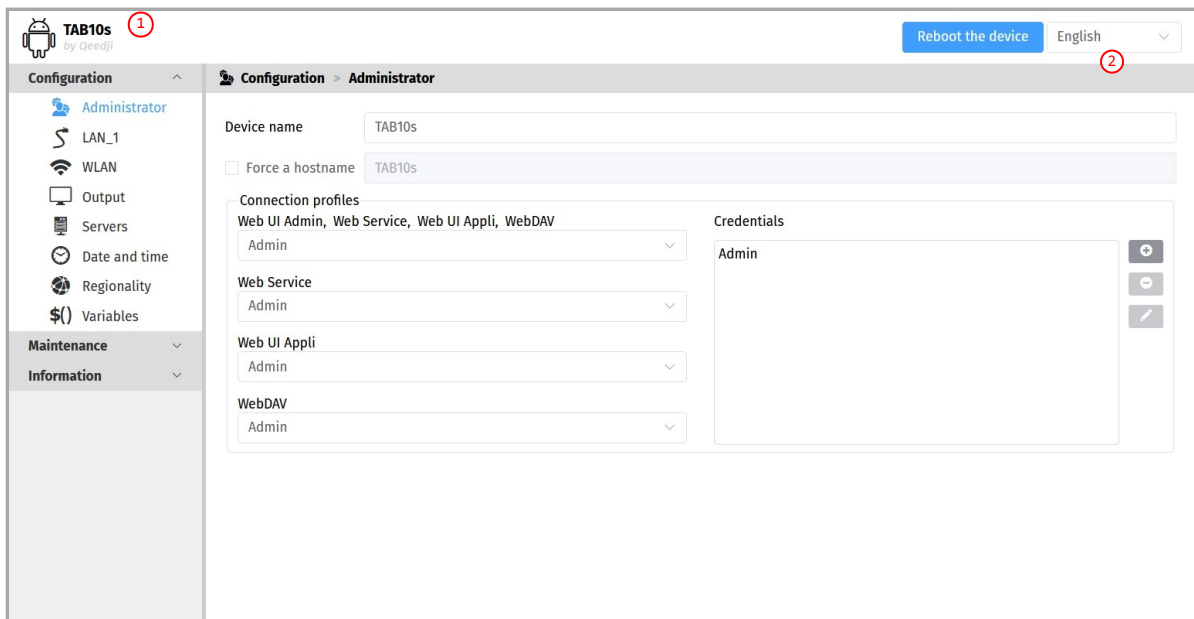 TAB10s
1
by Qeedji
Reboot the device
English
2
Configuration
Administrator
LAN_1
WLAN
Output
Servers
Date and time
Regionality
$() Variables
Maintenance
Information
Configuration > Administrator
Device name
TAB10s
Force a hostname
TAB10s
Connection profiles
Web UI Admin, Web Service, Web UI Appli, WebDAV
Admin
Web Service
Admin
Web UI Appli
Admin
WebDAV
Admin
Credentials
Admin